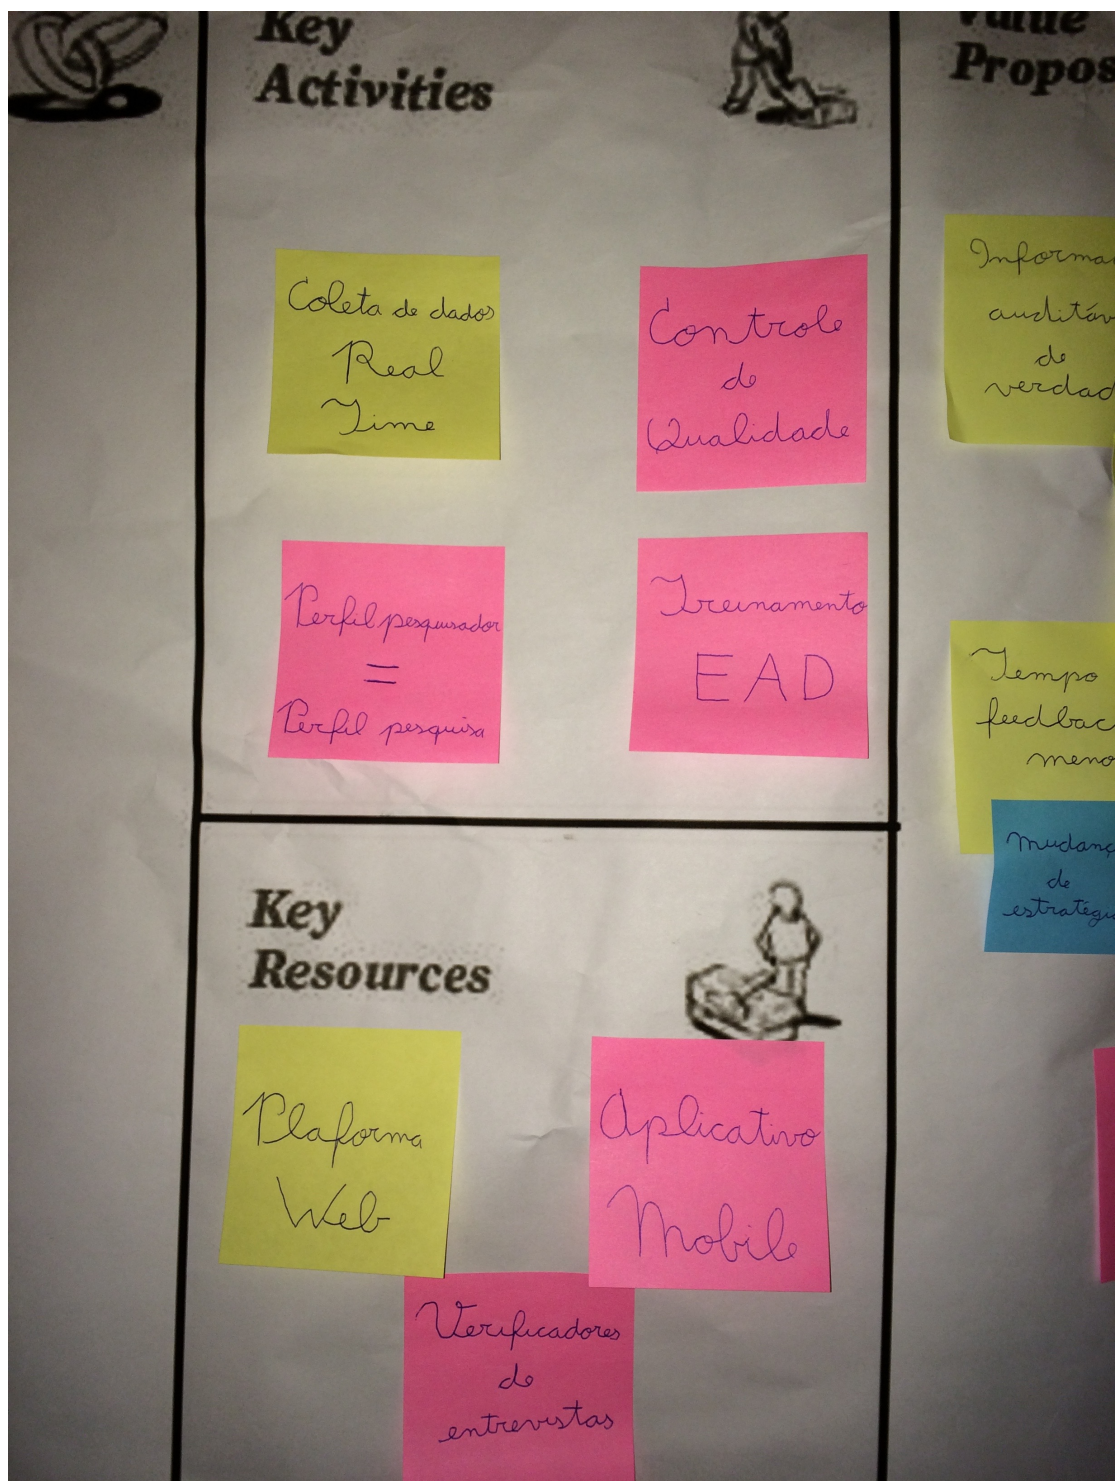 Key
Activities
Coleta de dados
Real
Time
Controle
de
Qualidade
Perfil pesquisador
=
Perfil pesquisa
Treinamento
EAD
Key
Resources
Plaforma
Web
Aplicativo
Mobile
Verificadores
de
entrevistas
Value
Propos
Informa
auditáv
de
verdad
Tempo
feedbac
meno
mudanç
de
estratégi